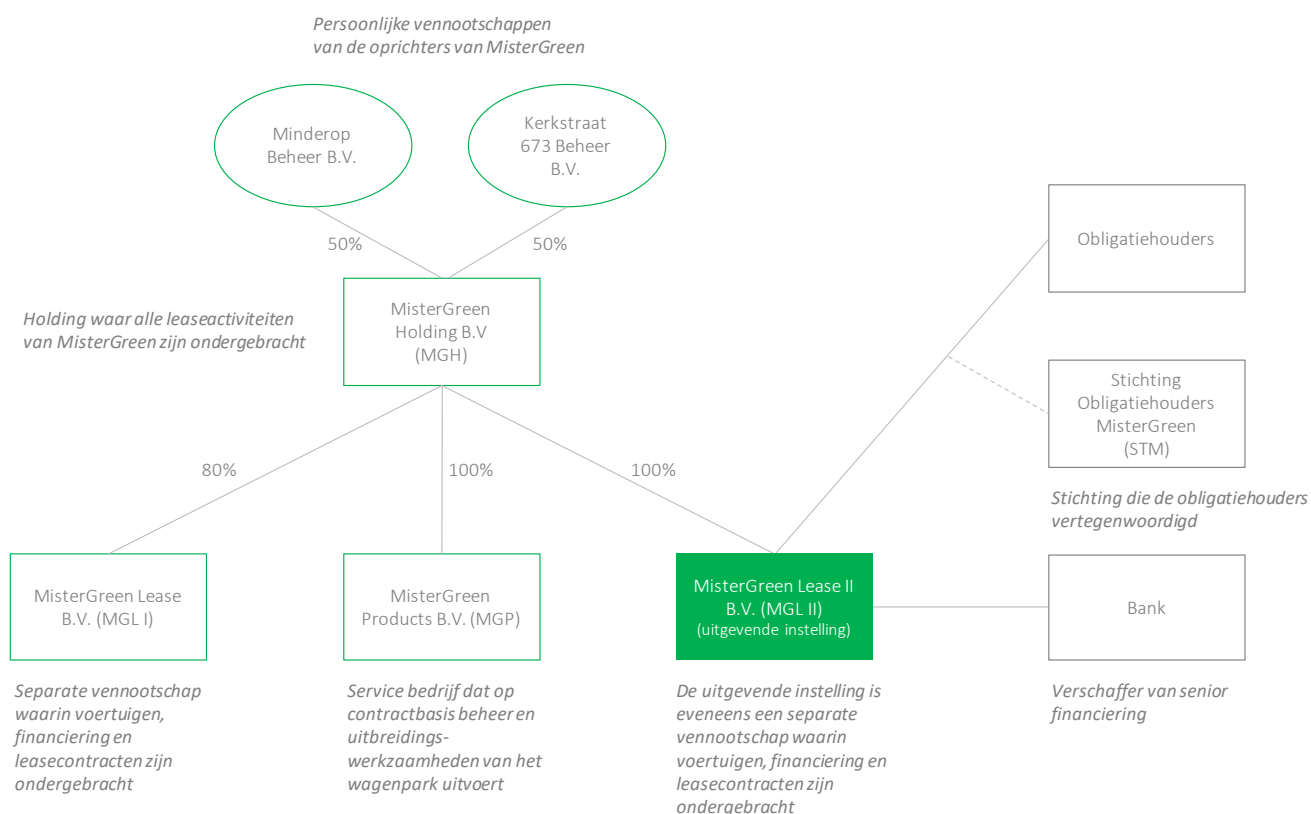 Persoonlijke vennootschappen
van de oprichters van MisterGreen
Minderop
Beheer B.V.
Kerkstraat
673 Beheer
B.V.
50%
50%
Obligatiehouders
Holding waar alle leaseactiviteiten
van MisterGreen zijn ondergebracht
MisterGreen
Holding B.V
(MGH)
Stichting
Obligatiehouders
MisterGreen
(STM)
80%
100%
100%
Stichting die de obligatiehouders
vertegenwoordigd
MisterGreen Lease
B.V. (MGL I)
MisterGreen
Products B.V. (MGP)
MisterGreen Lease II
B.V. (MGL II)
(uitgevende instelling)
Bank
Separate vennootschap
waarin voertuigen,
financiering en
leasecontracten zijn
ondergebracht
Service bedrijf dat op
contractbasis beheer en
uitbreidings-
werkzaamheden van het
wagenpark uitvoert
De uitgevende instelling is
eveneens een separate
vennootschap waarin
voertuigen, financiering en
leasecontracten zijn
ondergebracht
Verschaffer van senior
financiering